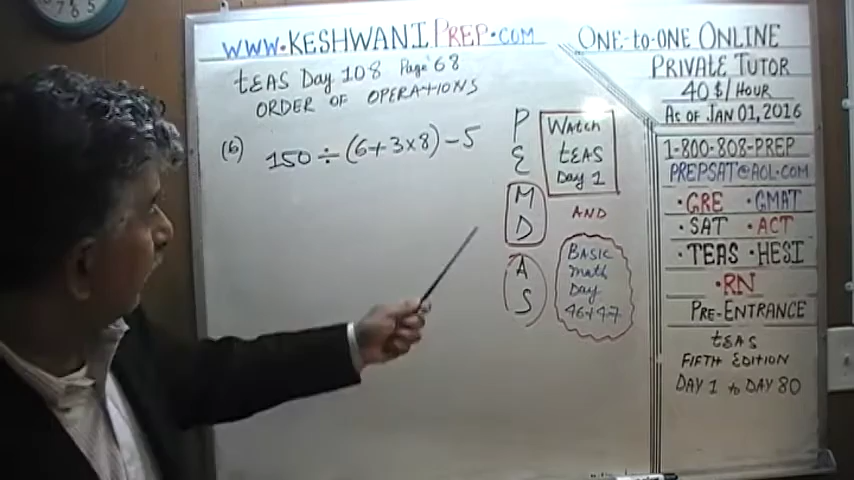 www.KESHWANIPREP.com
tEAS Day 108 Page 68
ORDER OF OPERATIONS
(6) 150 ÷ (6+3×8) – 5
P
E
M
D
A
S
WAtch
tEAS
Day 1
AND
BASIC
math
Day
46+47
ONE-to-ONE ONLINE
PRIVATE TUTOR
40 $/HOUR
AS OF JAN 01, 2016
1-800-808-PREP
PREPSAT@AOL.COM
• GRE • GMAT
• SAT • ACT
• TEAS • HESI
• RN
PRE-ENTRANCE
tEAS
FIFTH EDITION
DAY 1 to DAY 80